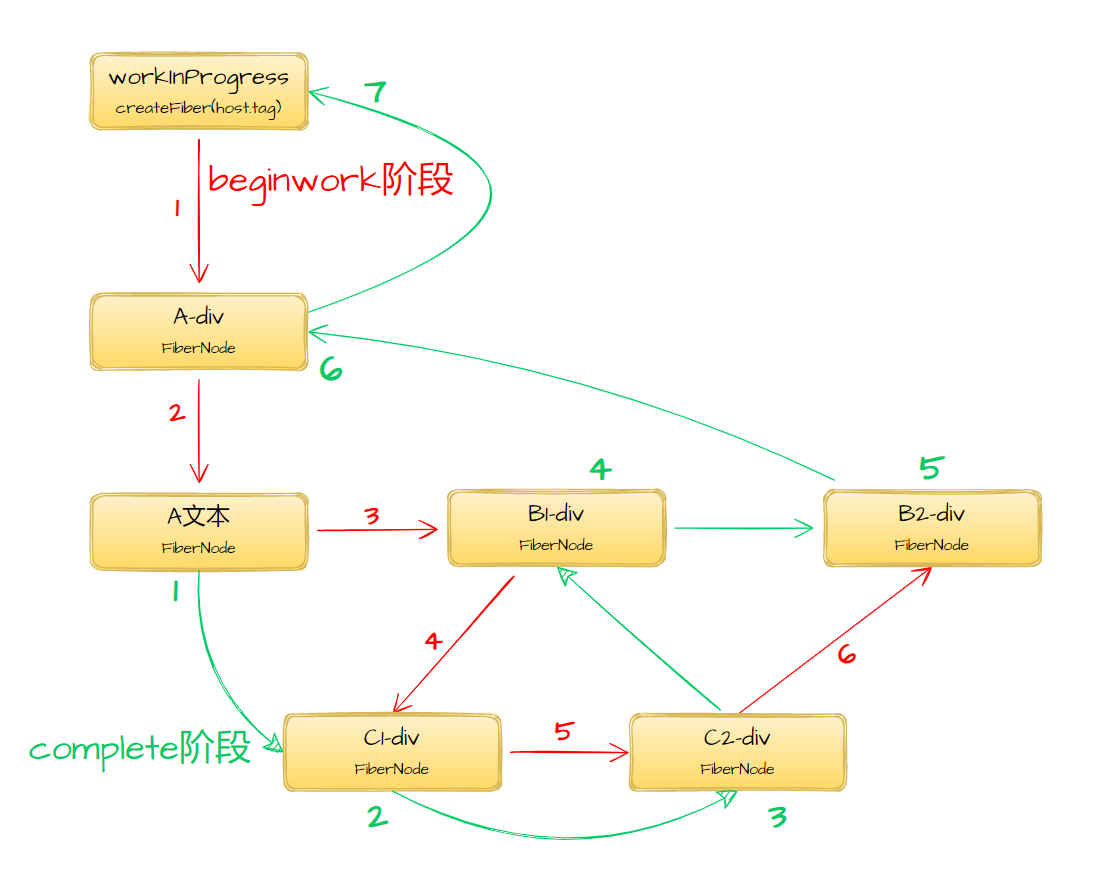 workInProgress
createFiber(host.tag)
7
beginwork阶段
1
A-div
FiberNode
6
2
4
5
A文本
FiberNode
3
B1-div
FiberNode
B2-div
FiberNode
1
4
6
complete阶段
C1-div
FiberNode
5
C2-div
FiberNode
2
3